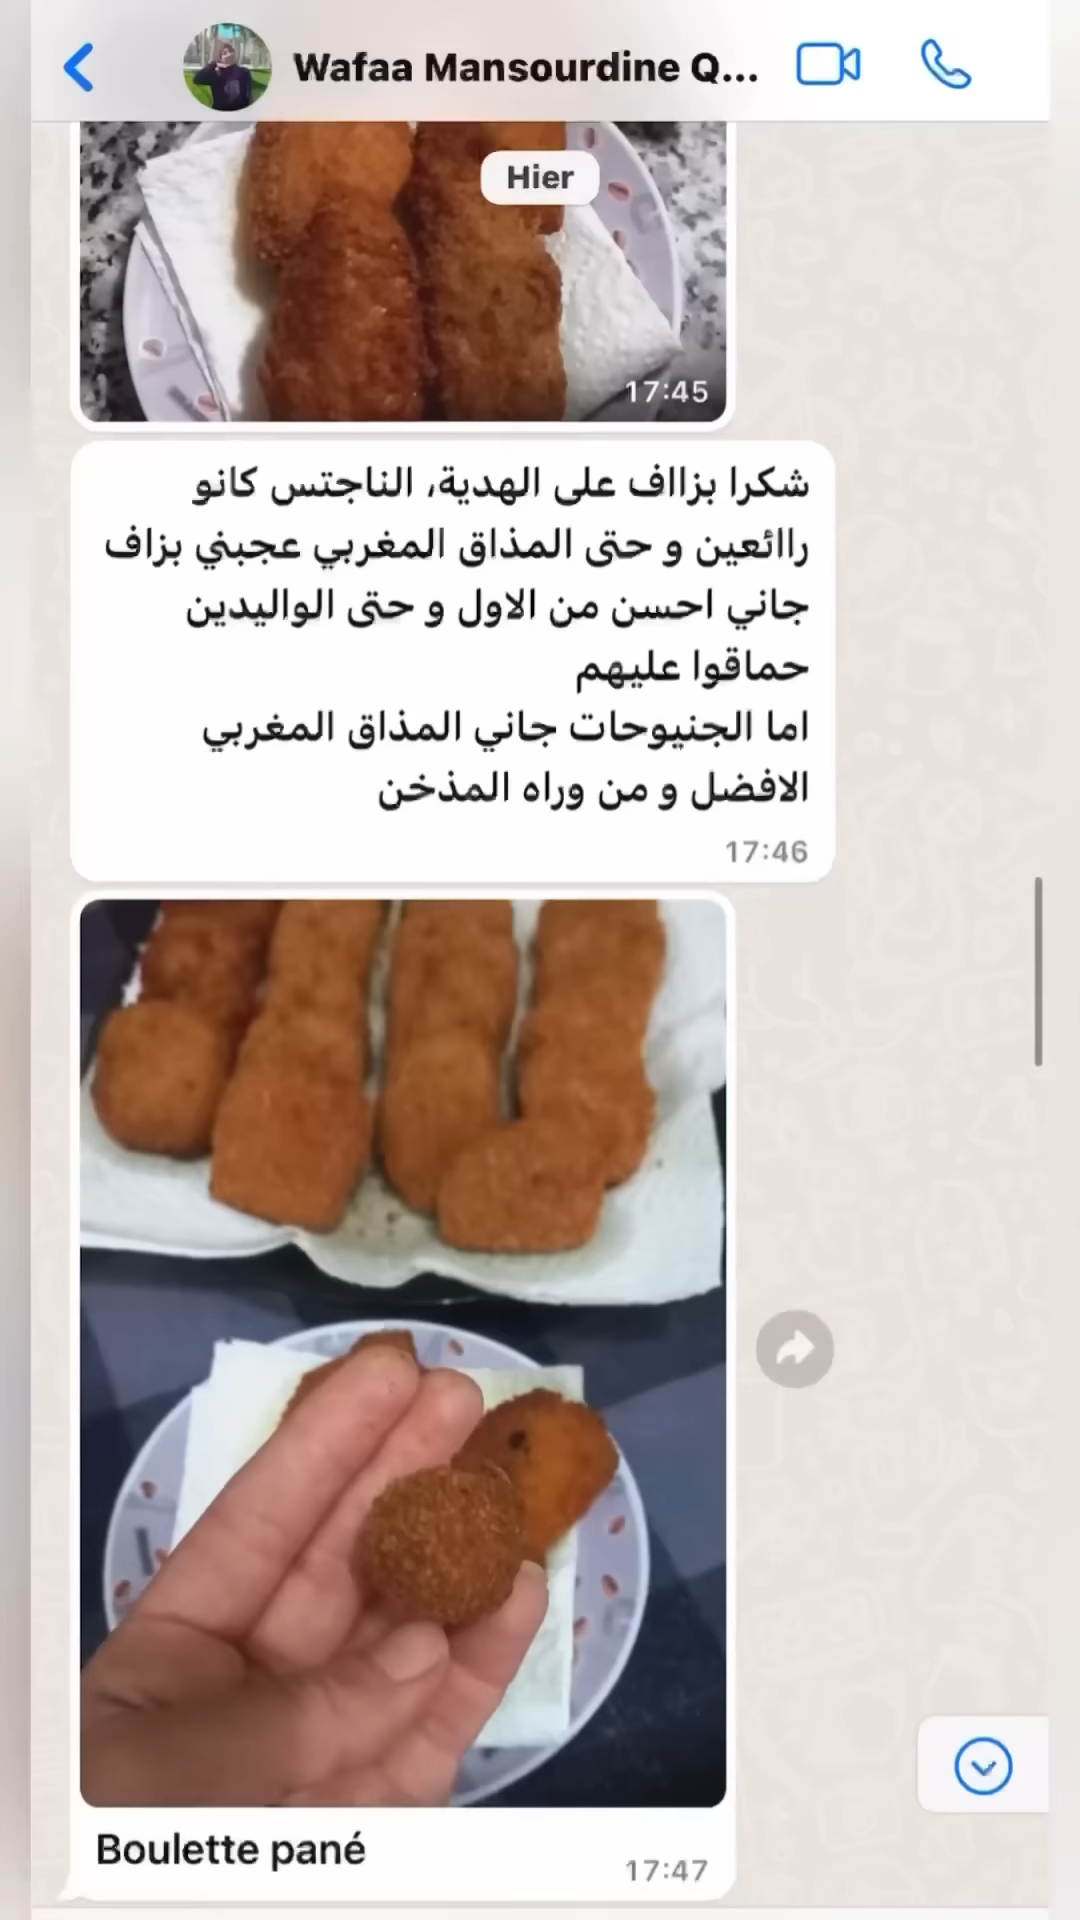 Wafaa Mansourdine Q...
Hier
17:45
شكرا بزااف على الهدية، الناجتس كانو
راائعين و حتى المذاق المغربي عجبني بزاف
جاني احسن من الاول و حتى الواليدين
حماقوا عليهم
اما الجنيوحات جاني المذاق المغربي
الافضل و من وراه المذخن
17:46
Boulette pané
17:47